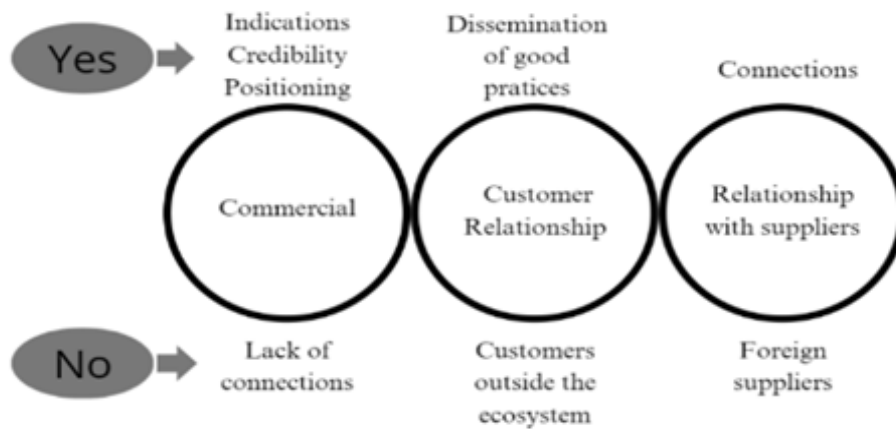 Yes
Indications
Credibility
Positioning
Dissemination
of good
pratices
Connections
Commercial
Customer
Relationship
Relationship
with suppliers
No
Lack of
connections
Customers
outside the
ecosystem
Foreign
suppliers